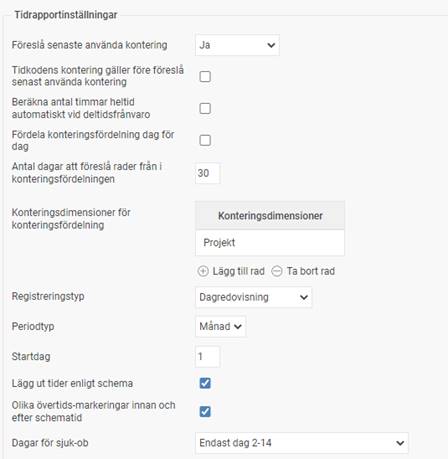 Tidrapportinställningar
Föreslå senaste använda kontering
Ja
Tidkodens kontering gäller före föreslå
senast använda kontering
Beräkna antal timmar heltid
automatiskt vid deltidsfrånvaro
Fördela konteringsfördelning dag för
dag
Antal dagar att föreslå rader från i
konteringsfördelningen
30
Konteringsdimensioner för
konteringsfördelning
Konteringsdimensioner
Projekt
Lägg till rad
Ta bort rad
Registreringstyp
Dagredovisning
Periodtyp
Månad
Startdag
1
Lägg ut tider enligt schema
Olika övertids-markeringar innan och
efter schematid
Dagar för sjuk-ob
Endast dag 2-14